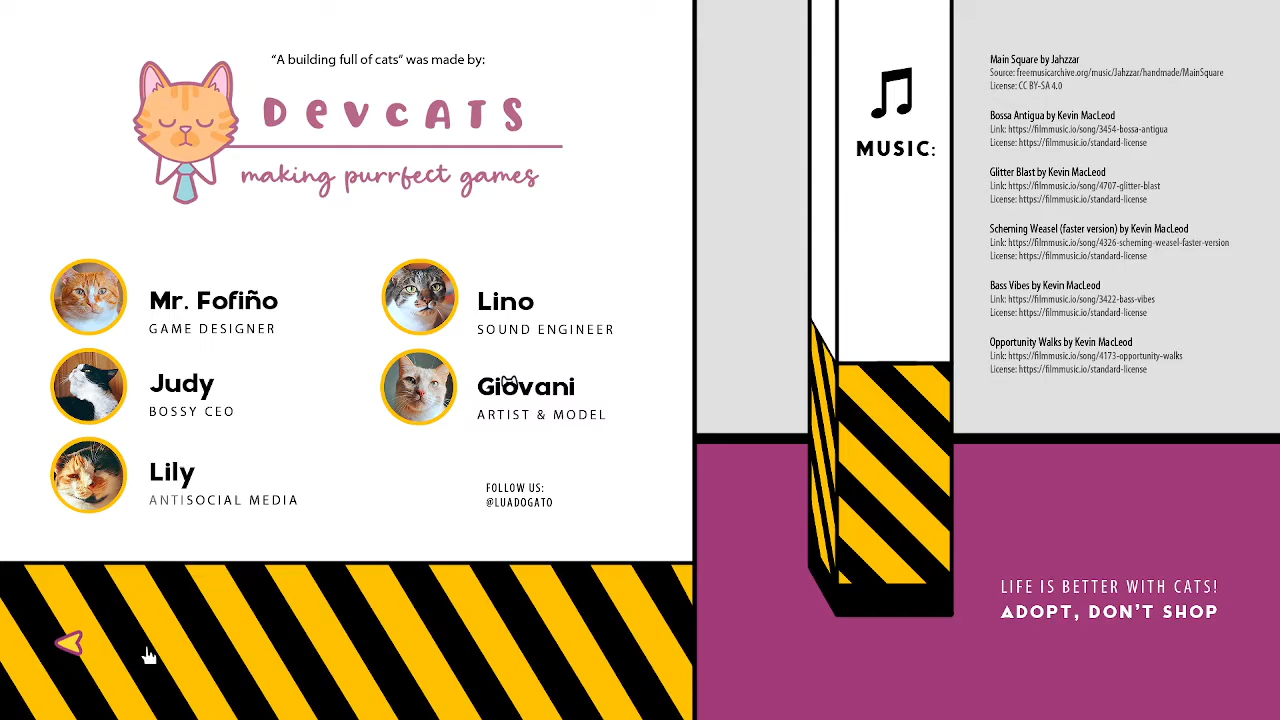 “A building full of cats” was made by:
DevCATS
making purrfect games
Mr. Fofiño
GAME DESIGNER
Lino
SOUND ENGINEER
Judy
BOSSY CEO
Giovani
ARTIST & MODEL
Lily
ANTISOCIAL MEDIA
FOLLOW US:
@LUADOGATO
MUSIC:
Main Square by Jahzzar
Source: freemusicarchive.org/music/Jahzzar/handmade/MainSquare
License: CC BY-SA 4.0
Bossa Antigua by Kevin MacLeod
Link: https://filmmusic.io/song/3454-bossa-antigua
License: https://filmmusic.io/standard-license
Glitter Blast by Kevin MacLeod
Link: https://filmmusic.io/song/4707-glitter-blast
License: https://filmmusic.io/standard-license
Scheming Weasel (faster version) by Kevin MacLeod
Link: https://filmmusic.io/song/4326-scheming-weasel-faster-version
License: https://filmmusic.io/standard-license
Bass Vibes by Kevin MacLeod
Link: https://filmmusic.io/song/3422-bass-vibes
License: https://filmmusic.io/standard-license
Opportunity Walks by Kevin MacLeod
Link: https://filmmusic.io/song/4173-opportunity-walks
License: https://filmmusic.io/standard-license
LIFE IS BETTER WITH CATS!
ADOPT, DON'T SHOP